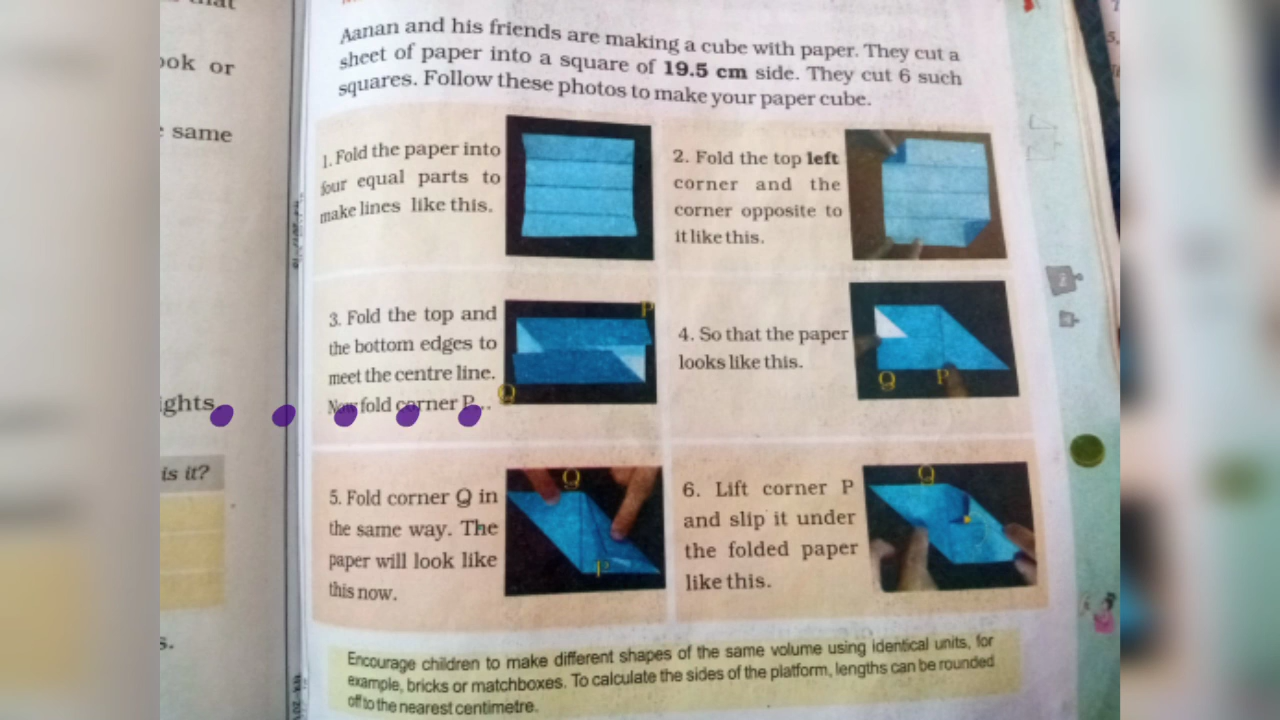 ook or
same
ights
is it?
s.
Aanan and his friends are making a cube with paper. They cut a
sheet of paper into a square of 19.5 cm side. They cut 6 such
squares. Follow these photos to make your paper cube.
1. Fold the paper into
four equal parts to
make lines like this.
2. Fold the top left
corner and the
corner opposite to
it like this.
3. Fold the top and
the bottom edges to
meet the centre line.
Now fold corner P...
P
Q
4. So that the paper
looks like this.
Q P
5. Fold corner Q in
the same way. The
paper will look like
this now.
Q
P
6. Lift corner P
and slip it under
the folded paper
like this.
Q
Encourage children to make different shapes of the same volume using identical units, for
example, bricks or matchboxes. To calculate the sides of the platform, lengths can be rounded
off to the nearest centimetre.